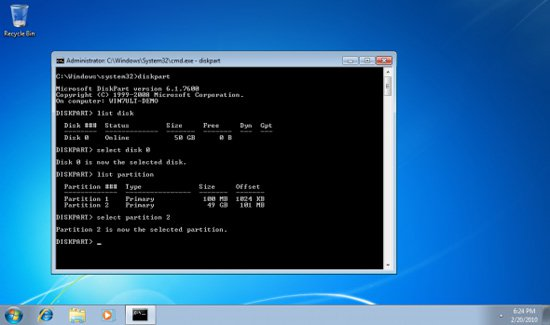 Recycle Bin
Administrator: C:\Windows\System32\cmd.exe - diskpart
C:\Windows\system32>diskpart
Microsoft DiskPart version 6.1.7600
Copyright (C) 1999-2008 Microsoft Corporation.
On computer: WIN7ULT-DEMO
DISKPART> list disk
Disk ### Status Size Free Dyn Gpt
-------- ------------- ------- ------- --- ---
Disk 0 Online 50 GB 0 B
DISKPART> select disk 0
Disk 0 is now the selected disk.
DISKPART> list partition
Partition ### Type Size Offset
------------- ---------------- ------- -------
Partition 1 Primary 100 MB 1024 KB
Partition 2 Primary 49 GB 101 MB
DISKPART> select partition 2
Partition 2 is now the selected partition.
DISKPART> _
6:24 PM
2/20/2010